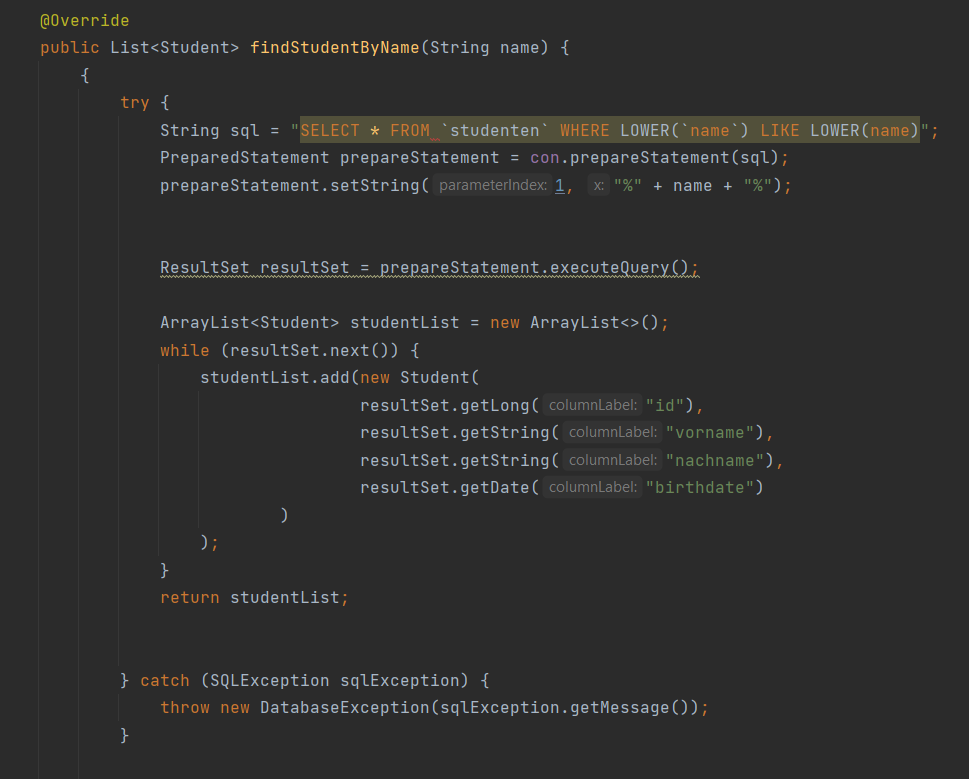 @Override
public List<Student> findStudentByName(String name) {
{
try {
String sql = "SELECT * FROM `studenten` WHERE LOWER(`name`) LIKE LOWER(name)";
PreparedStatement prepareStatement = con.prepareStatement(sql);
prepareStatement.setString( parameterIndex: 1, x: "%" + name + "%");
ResultSet resultSet = prepareStatement.executeQuery();
ArrayList<Student> studentList = new ArrayList<>();
while (resultSet.next()) {
studentList.add(new Student(
resultSet.getLong( columnLabel: "id"),
resultSet.getString( columnLabel: "vorname"),
resultSet.getString( columnLabel: "nachname"),
resultSet.getDate( columnLabel: "birthdate")
)
);
}
return studentList;
} catch (SQLException sqlException) {
throw new DatabaseException(sqlException.getMessage());
}